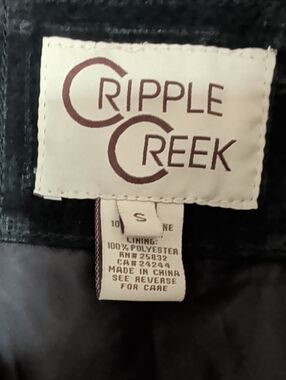 CRIPPLE
CREEK
S
LINING:
100% POLYESTER
RN# 25832
CA# 24244
MADE IN CHINA
SEE REVERSE
FOR CARE